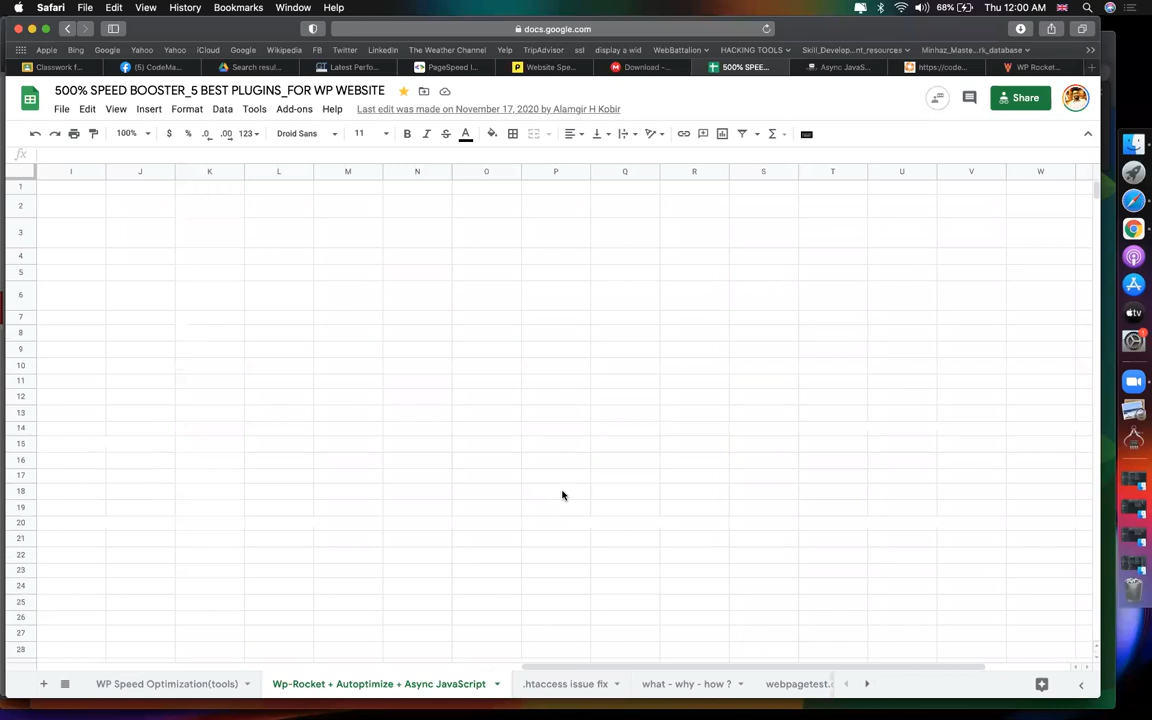 Safari File Edit View History Bookmarks Window Help 68% Thu 12:00 AM
docs.google.com
Apple Bing Google Yahoo Yahoo iCloud Google Wikipedia FB Twitter LinkedIn The Weather Channel Yelp TripAdvisor ssl display a wid WebBattalion HACKING TOOLS Skill_Develop...nt_resources Minhaz_Maste...rk_database
Classwork f... (5) CodeMa... Search resul... Latest Perfo... PageSpeed I... Website Spe... Download -... 500% SPEE... Async JavaS... https://code... WP Rocket...
500% SPEED BOOSTER_5 BEST PLUGINS_FOR WP WEBSITE
Share
File Edit View Insert Format Data Tools Add-ons Help Last edit was made on November 17, 2020 by Alamgir H Kobir
100% $ % .0 .00 123 Droid Sans 11 B I S A
fx
I J K L M N O P Q R S T U V W
1
2
3
4
5
6
7
8
9
10
11
12
13
14
15
16
17
18
19
20
21
22
23
24
25
26
27
28
WP Speed Optimization(tools) Wp-Rocket + Autoptimize + Async JavaScript .htaccess issue fix what - why - how ? webpagetest.